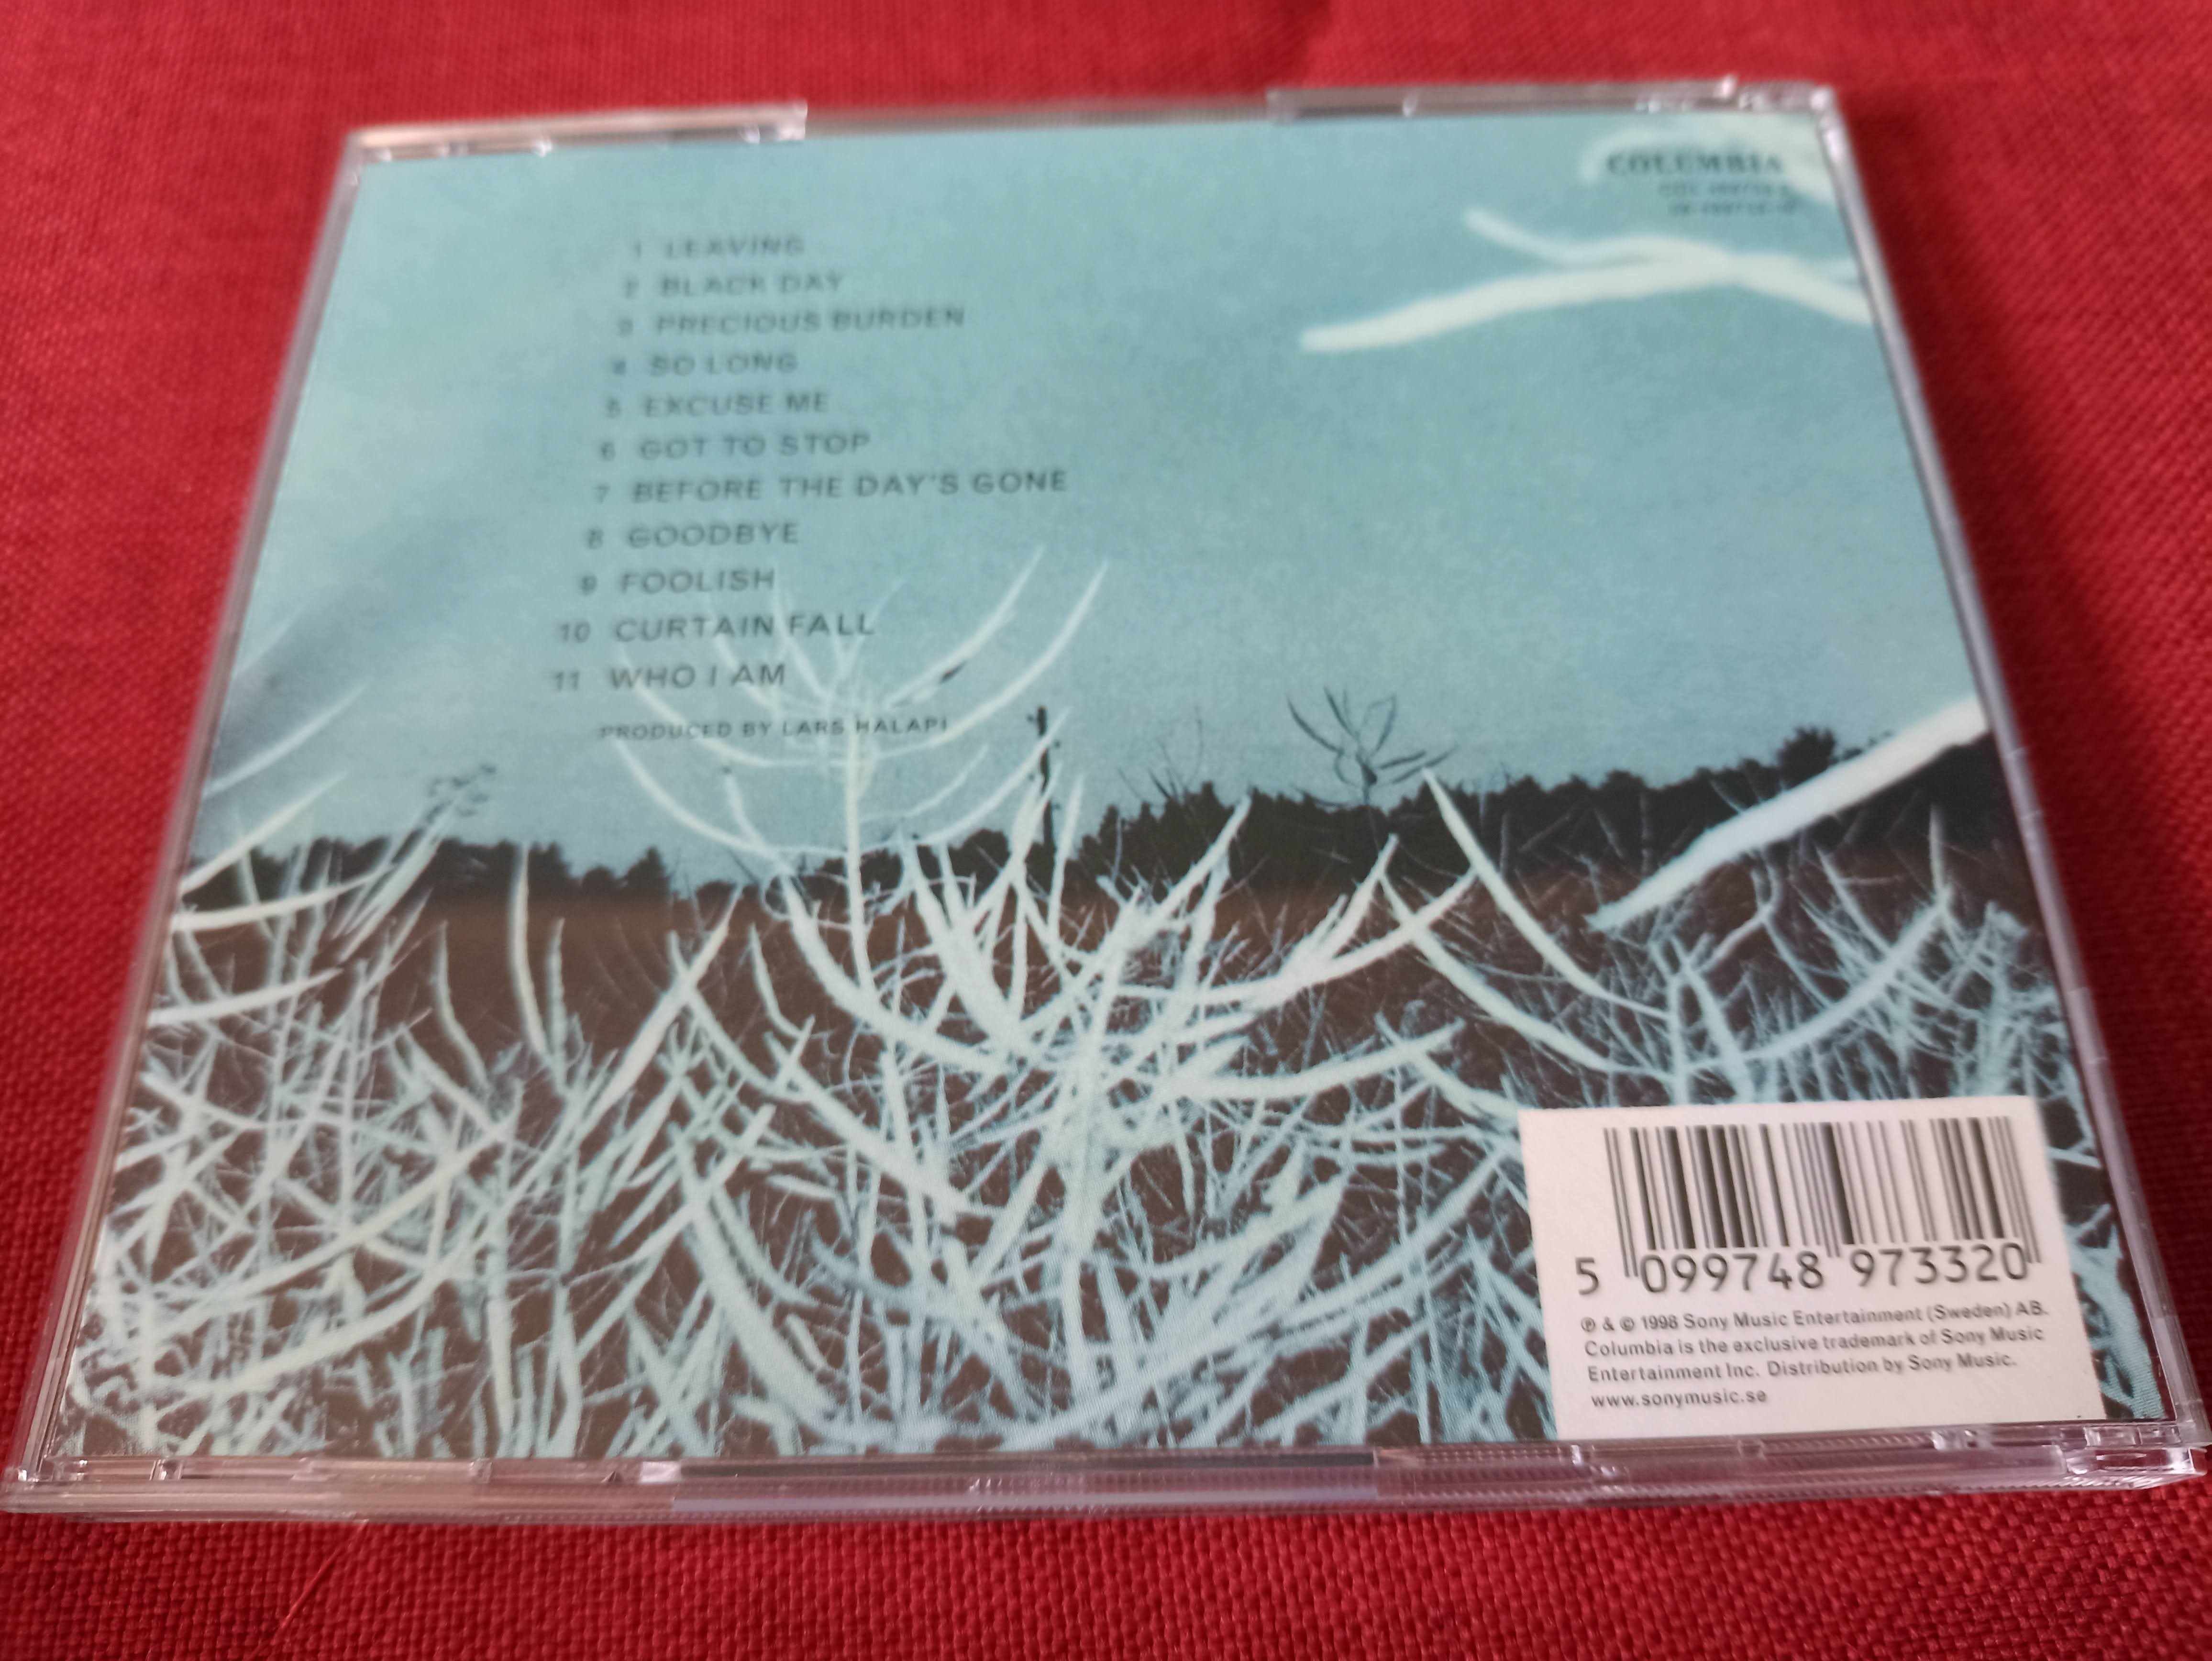 COLUMBIA
1 LEAVING
2 BLACK DAY
3 PRECIOUS BURDEN
4 SO LONG
5 EXCUSE ME
6 GOT TO STOP
7 BEFORE THE DAY'S GONE
8 GOODBYE
9 FOOLISH
10 CURTAIN FALL
11 WHO I AM
PRODUCED BY LARS HALAPI
5 099748 973320
℗ & © 1998 Sony Music Entertainment (Sweden) AB.
Columbia is the exclusive trademark of Sony Music
Entertainment Inc. Distribution by Sony Music.
www.sonymusic.se